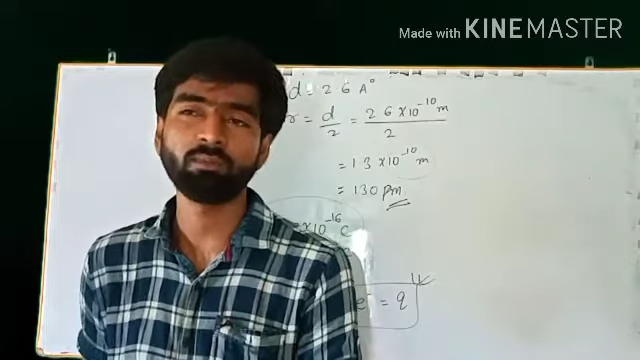 Made with KINEMASTER
d = 2 6 A°
r = d/2 = 2 6 × 10⁻¹⁰ m / 2
= 1 3 × 10⁻¹⁰ m
= 130 pm
× 10⁻¹⁶ C
e⁻ = q